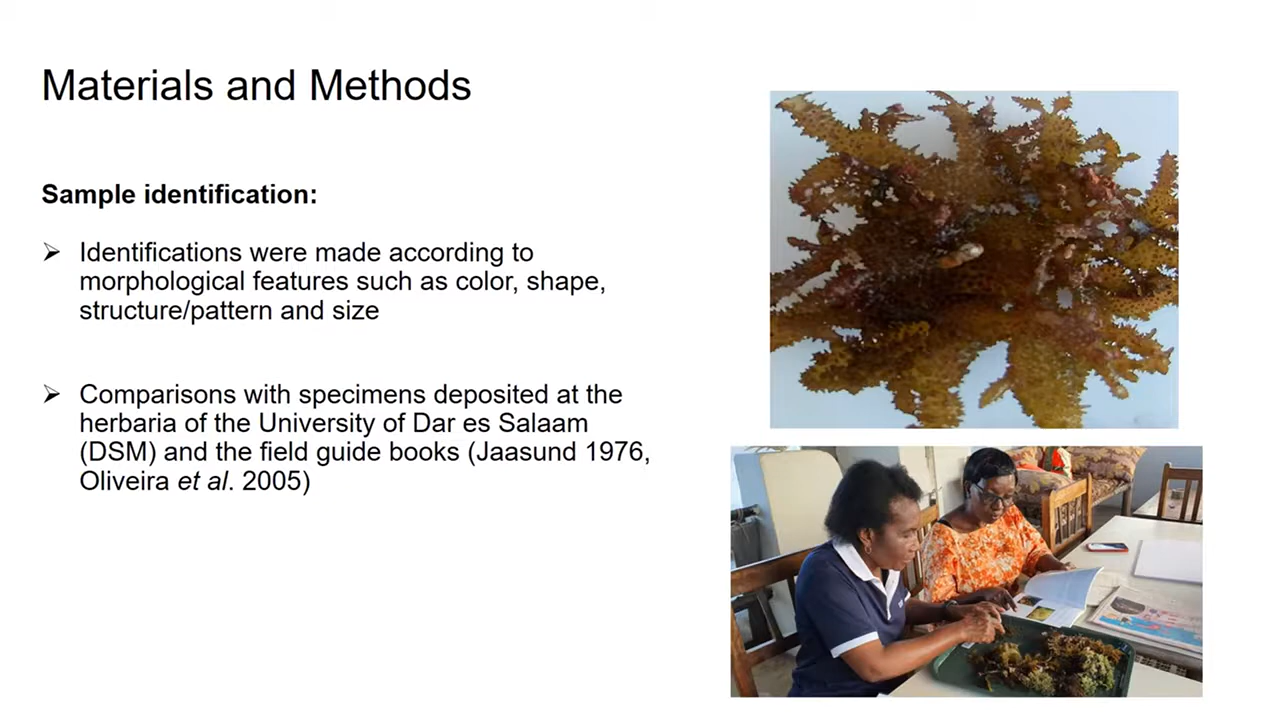 Materials and Methods
Sample identification:
➢ Identifications were made according to
morphological features such as color, shape,
structure/pattern and size
➢ Comparisons with specimens deposited at the
herbaria of the University of Dar es Salaam
(DSM) and the field guide books (Jaasund 1976,
Oliveira et al. 2005)